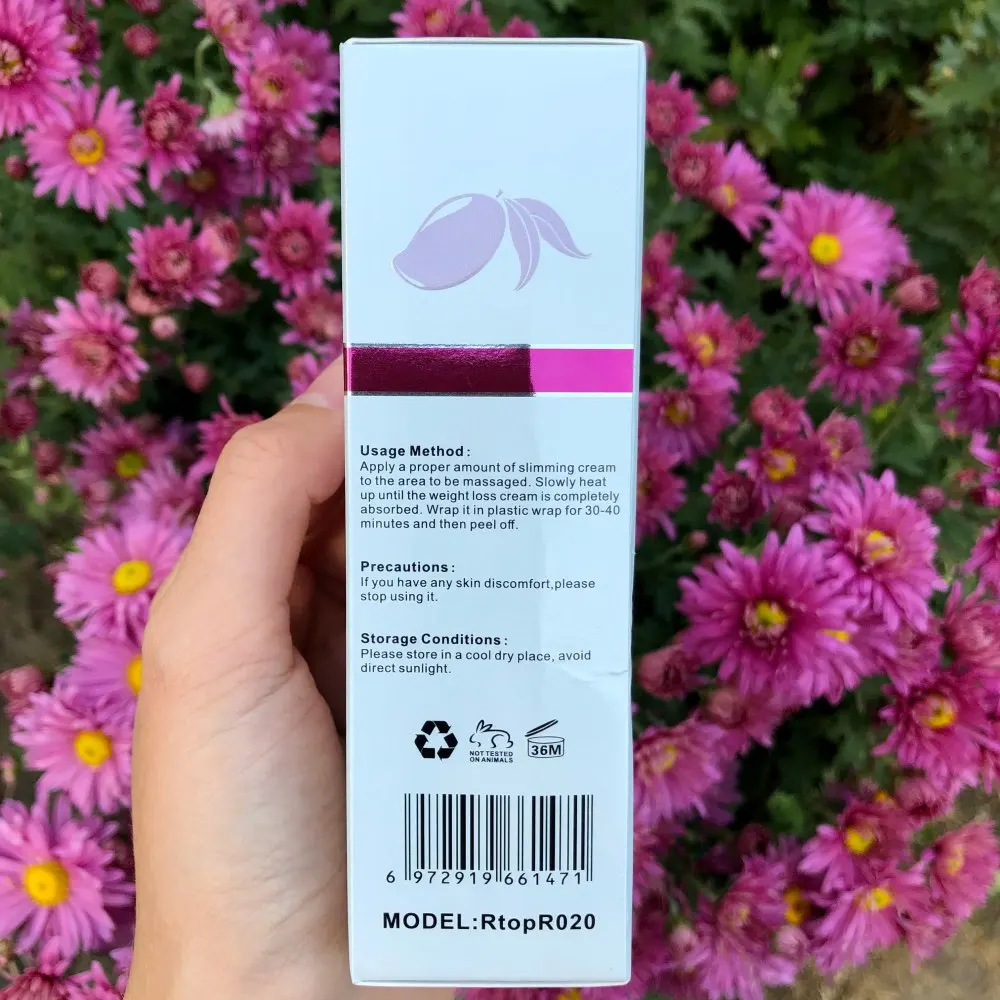 Usage Method:
Apply a proper amount of slimming cream
to the area to be massaged. Slowly heat
up until the weight loss cream is completely
absorbed. Wrap it in plastic wrap for 30-40
minutes and then peel off.
Precautions:
If you have any skin discomfort,please
stop using it.
Storage Conditions:
Please store in a cool dry place, avoid
direct sunlight.
NOT TESTED
ON ANIMALS
36M
6 972919 661471
MODEL:RtopR020